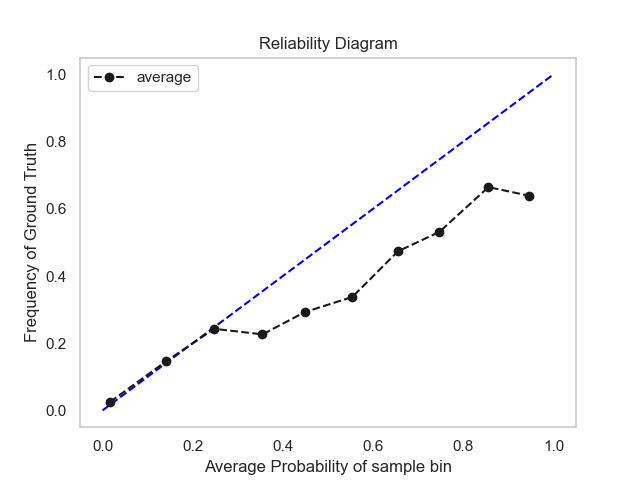 Reliability Diagram
average
1.0
0.8
0.6
0.4
0.2
0.0
Frequency of Ground Truth
0.0 0.2 0.4 0.6 0.8 1.0
Average Probability of sample bin